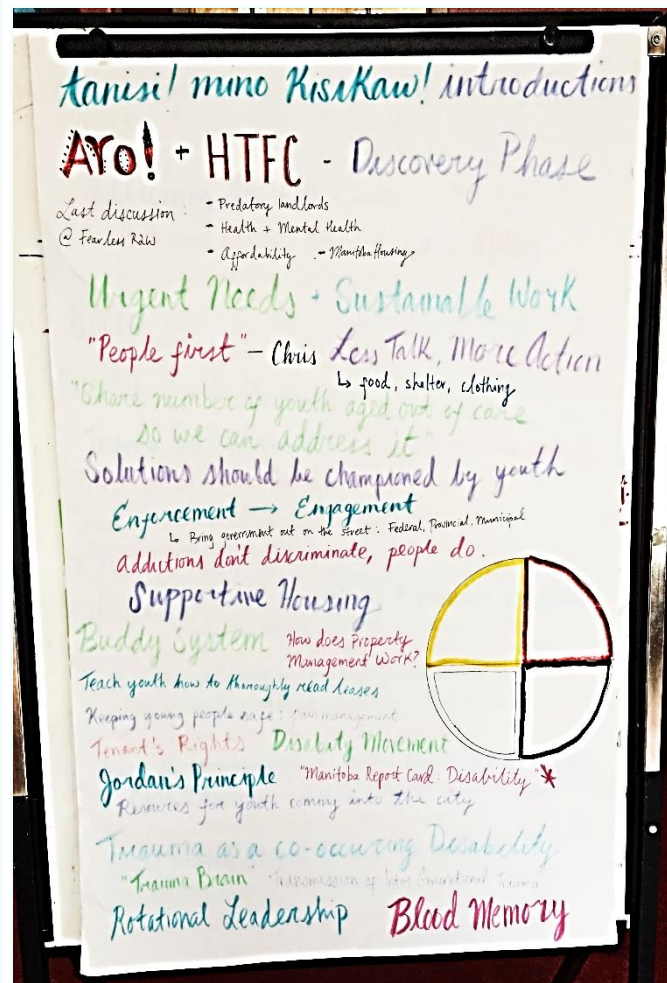 tanisi! mino Kisikaw! introductions
Aro! + HTFC - Discovery Phase
Last discussion :
@ Fearless R2W
- Predatory landlords
- Health + Mental Health
- Affordability - Manitoba Housing
Urgent Needs + Sustainable Work
"People first" - Chris Less Talk, More Action
↳ food, shelter, clothing
"Share number of youth aged out of care
so we can address it"
Solutions should be championed by youth
Enforcement → Engagement
↳ Bring government out on the street : Federal, Provincial, Municipal
addictions don't discriminate, people do.
Supportive Housing
Buddy System
How does Property
Management Work?
Teach youth how to thoroughly read leases
Keeping young people safe : pain management
Tenant's Rights Disability Movement
Jordan's Principle "Manitoba Report Card : Disability" *
Resources for youth coming into the city
Trauma as a co-occuring Disability
"Trauma Brain" Transmission of Inter Generational Trauma
Rotational Leadership Blood Memory